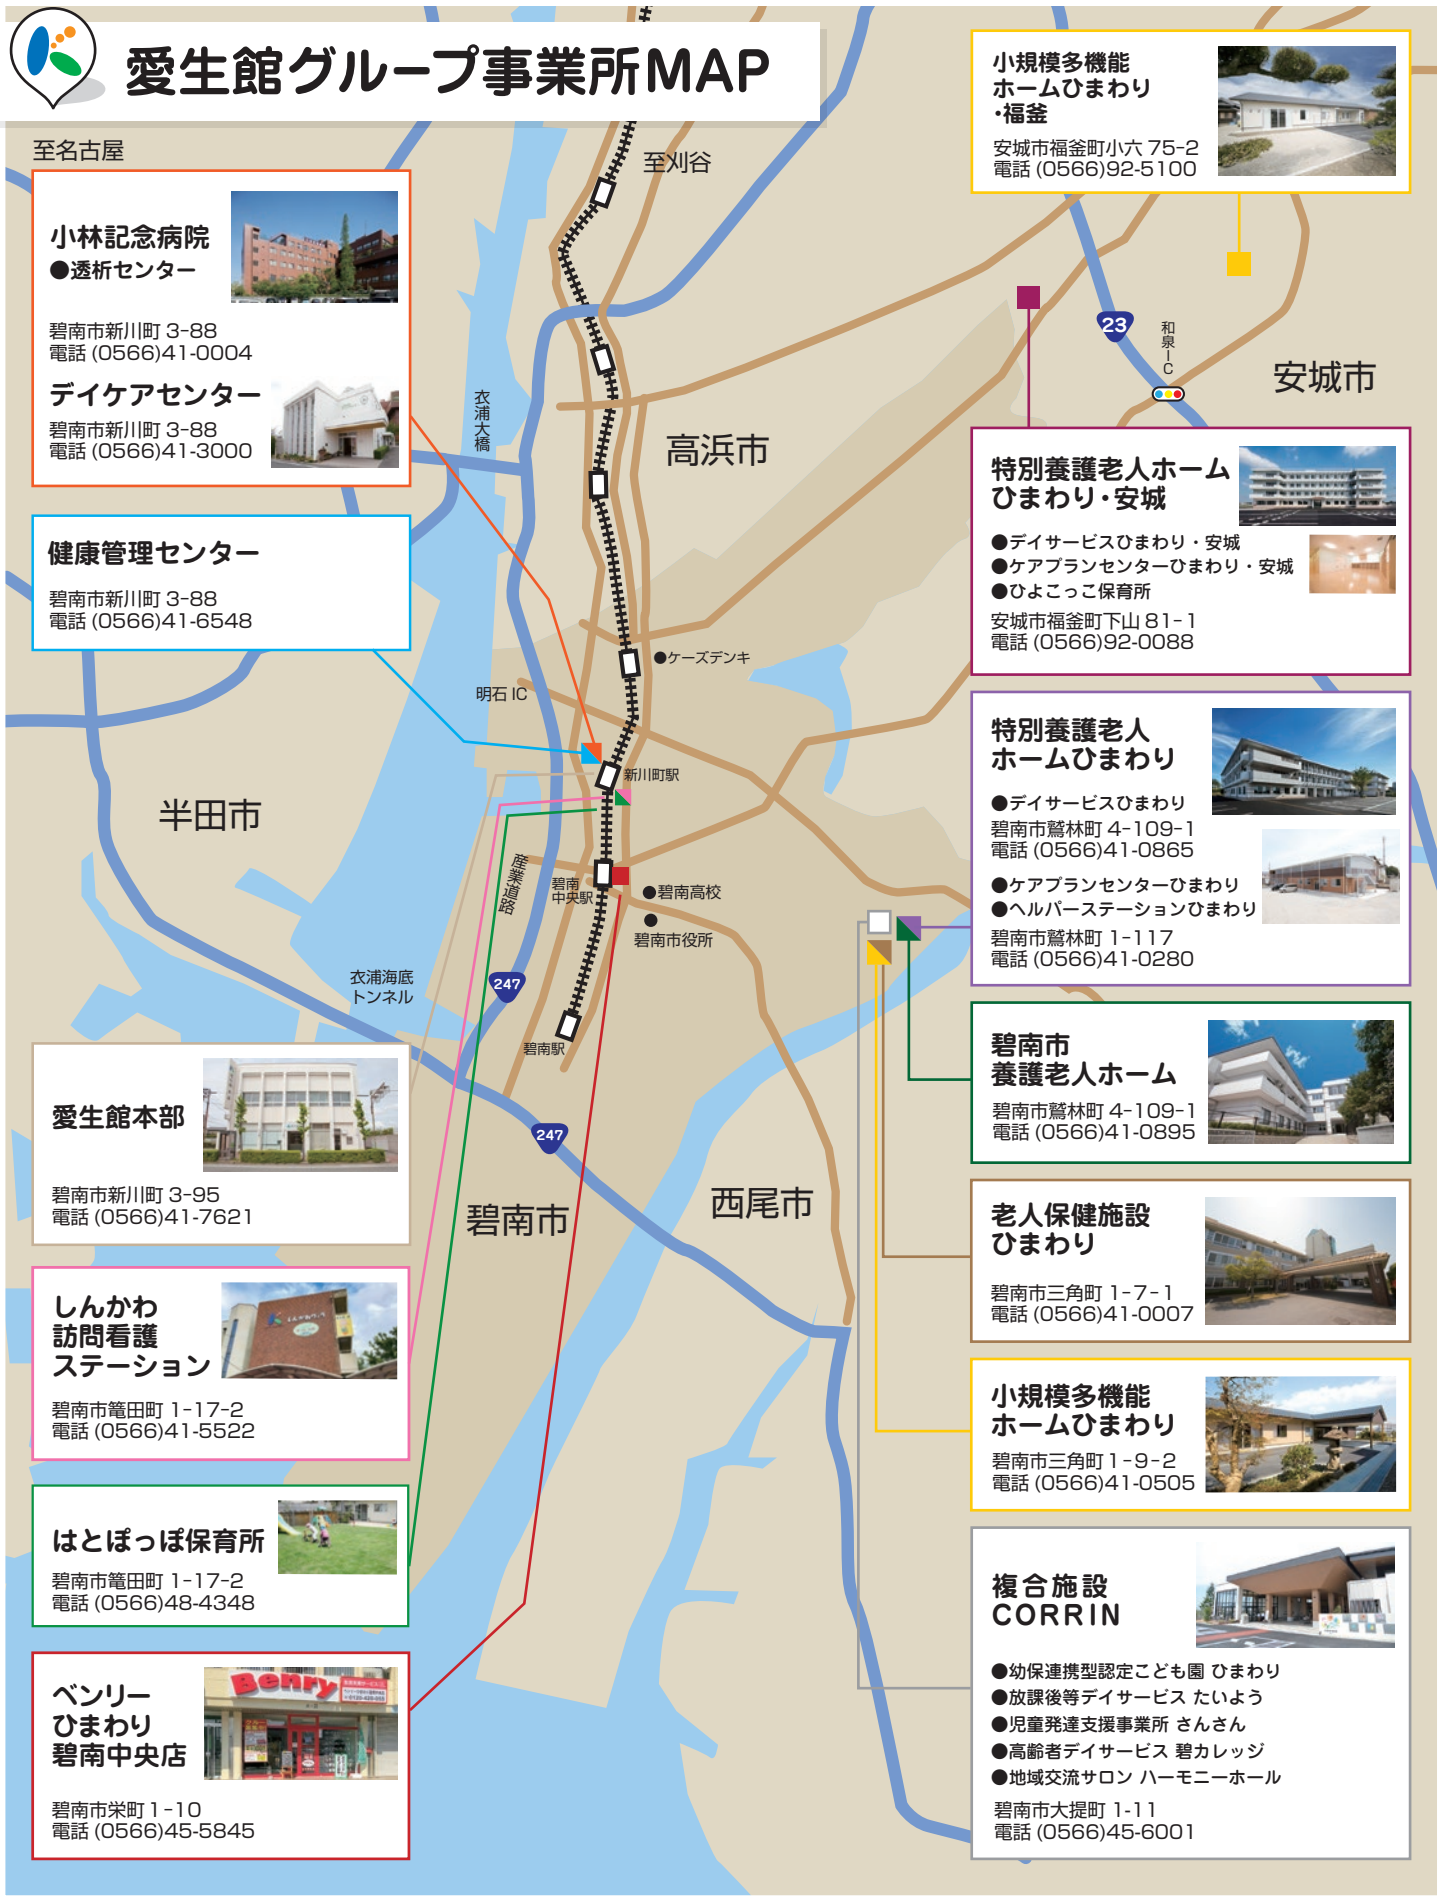 愛生館グループ事業所MAP
至名古屋
小林記念病院
●透析センター
碧南市新川町 3-88
電話 (0566)41-0004
デイケアセンター
碧南市新川町 3-88
電話 (0566)41-3000
健康管理センター
碧南市新川町 3-88
電話 (0566)41-6548
愛生館本部
碧南市新川町 3-95
電話 (0566)41-7621
しんかわ
訪問看護
ステーション
碧南市篭田町 1-17-2
電話 (0566)41-5522
はとぽっぽ保育所
碧南市篭田町 1-17-2
電話 (0566)48-4348
ベンリー
ひまわり
碧南中央店
Benry
碧南市栄町 1-10
電話 (0566)45-5845
至刈谷
衣浦大橋
高浜市
●ケーズデンキ
明石 IC
新川町駅
半田市
産業道路
碧南
中央駅
●碧南高校
●
碧南市役所
衣浦海底
トンネル
247
碧南駅
247
碧南市
西尾市
23
和泉IC
安城市
小規模多機能
ホームひまわり
・福釜
安城市福釜町小六 75-2
電話 (0566)92-5100
特別養護老人ホーム
ひまわり・安城
●デイサービスひまわり・安城
●ケアプランセンターひまわり・安城
●ひよこっこ保育所
安城市福釜町下山 81-1
電話 (0566)92-0088
特別養護老人
ホームひまわり
●デイサービスひまわり
碧南市鷲林町 4-109-1
電話 (0566)41-0865
●ケアプランセンターひまわり
●ヘルパーステーションひまわり
碧南市鷲林町 1-117
電話 (0566)41-0280
碧南市
養護老人ホーム
碧南市鷲林町 4-109-1
電話 (0566)41-0895
老人保健施設
ひまわり
碧南市三角町 1-7-1
電話 (0566)41-0007
小規模多機能
ホームひまわり
碧南市三角町 1-9-2
電話 (0566)41-0505
複合施設
CORRIN
●幼保連携型認定こども園 ひまわり
●放課後等デイサービス たいよう
●児童発達支援事業所 さんさん
●高齢者デイサービス 碧カレッジ
●地域交流サロン ハーモニーホール
碧南市大提町 1-11
電話 (0566)45-6001